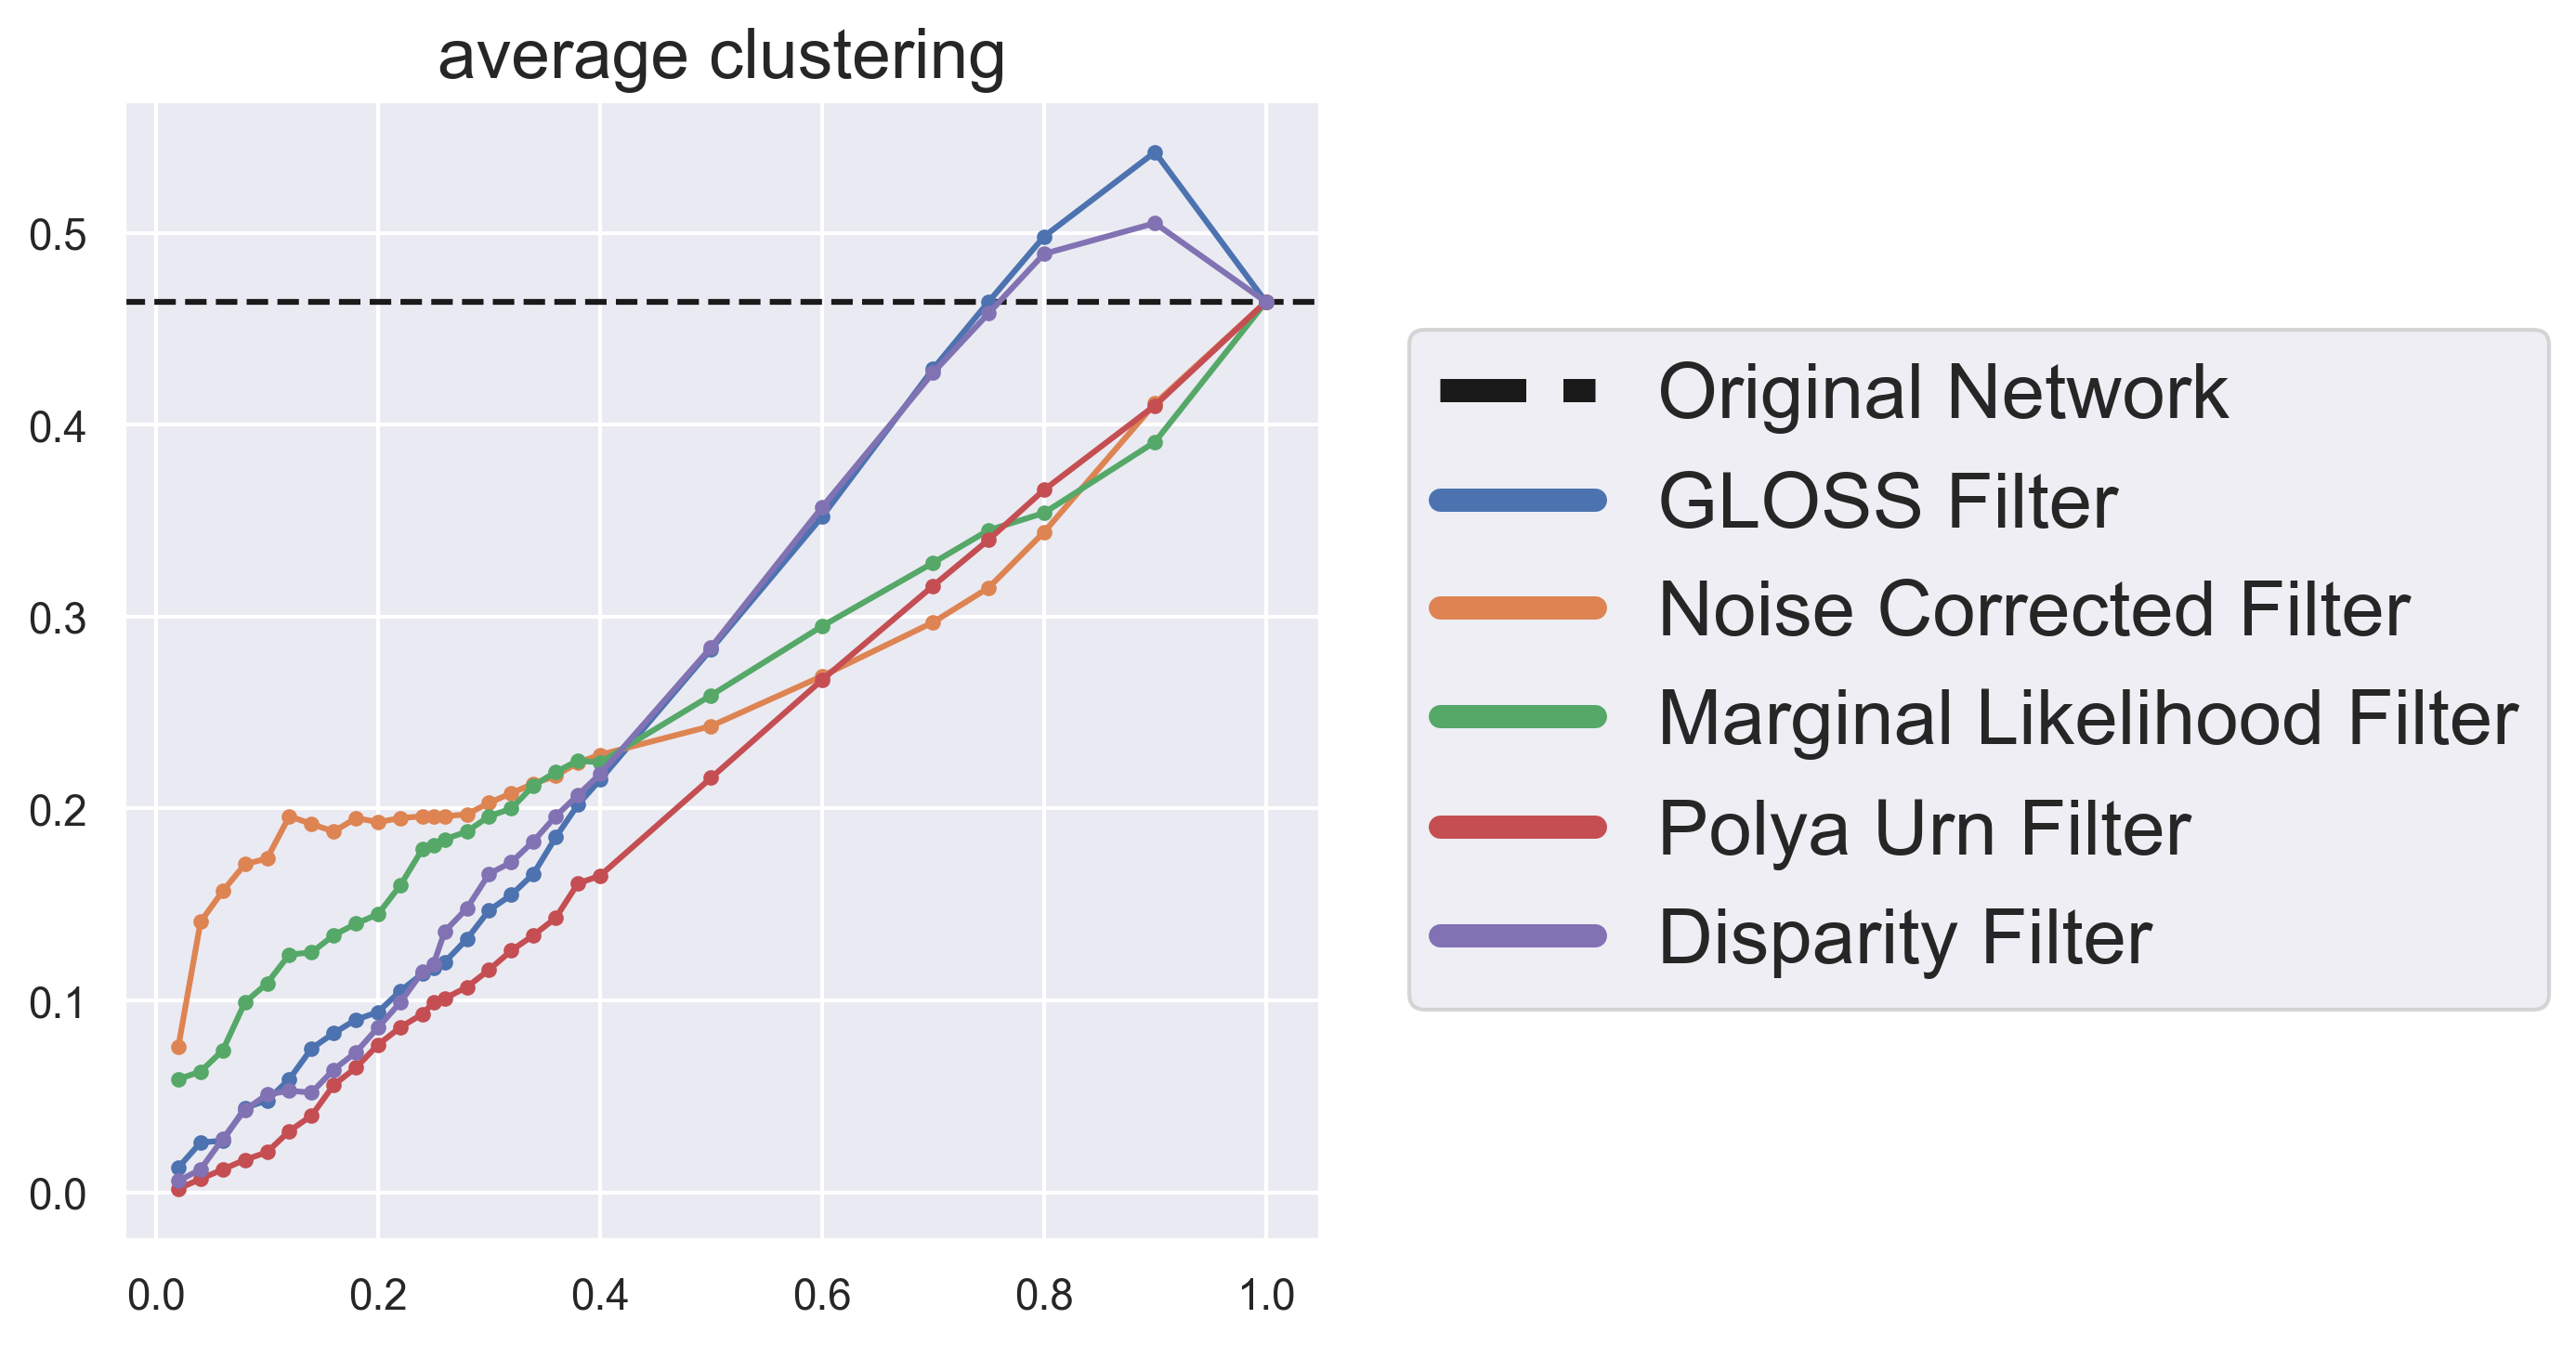 average clustering
0.5
0.4
0.3
0.2
0.1
0.0
0.0 0.2 0.4 0.6 0.8 1.0
Original Network
GLOSS Filter
Noise Corrected Filter
Marginal Likelihood Filter
Polya Urn Filter
Disparity Filter